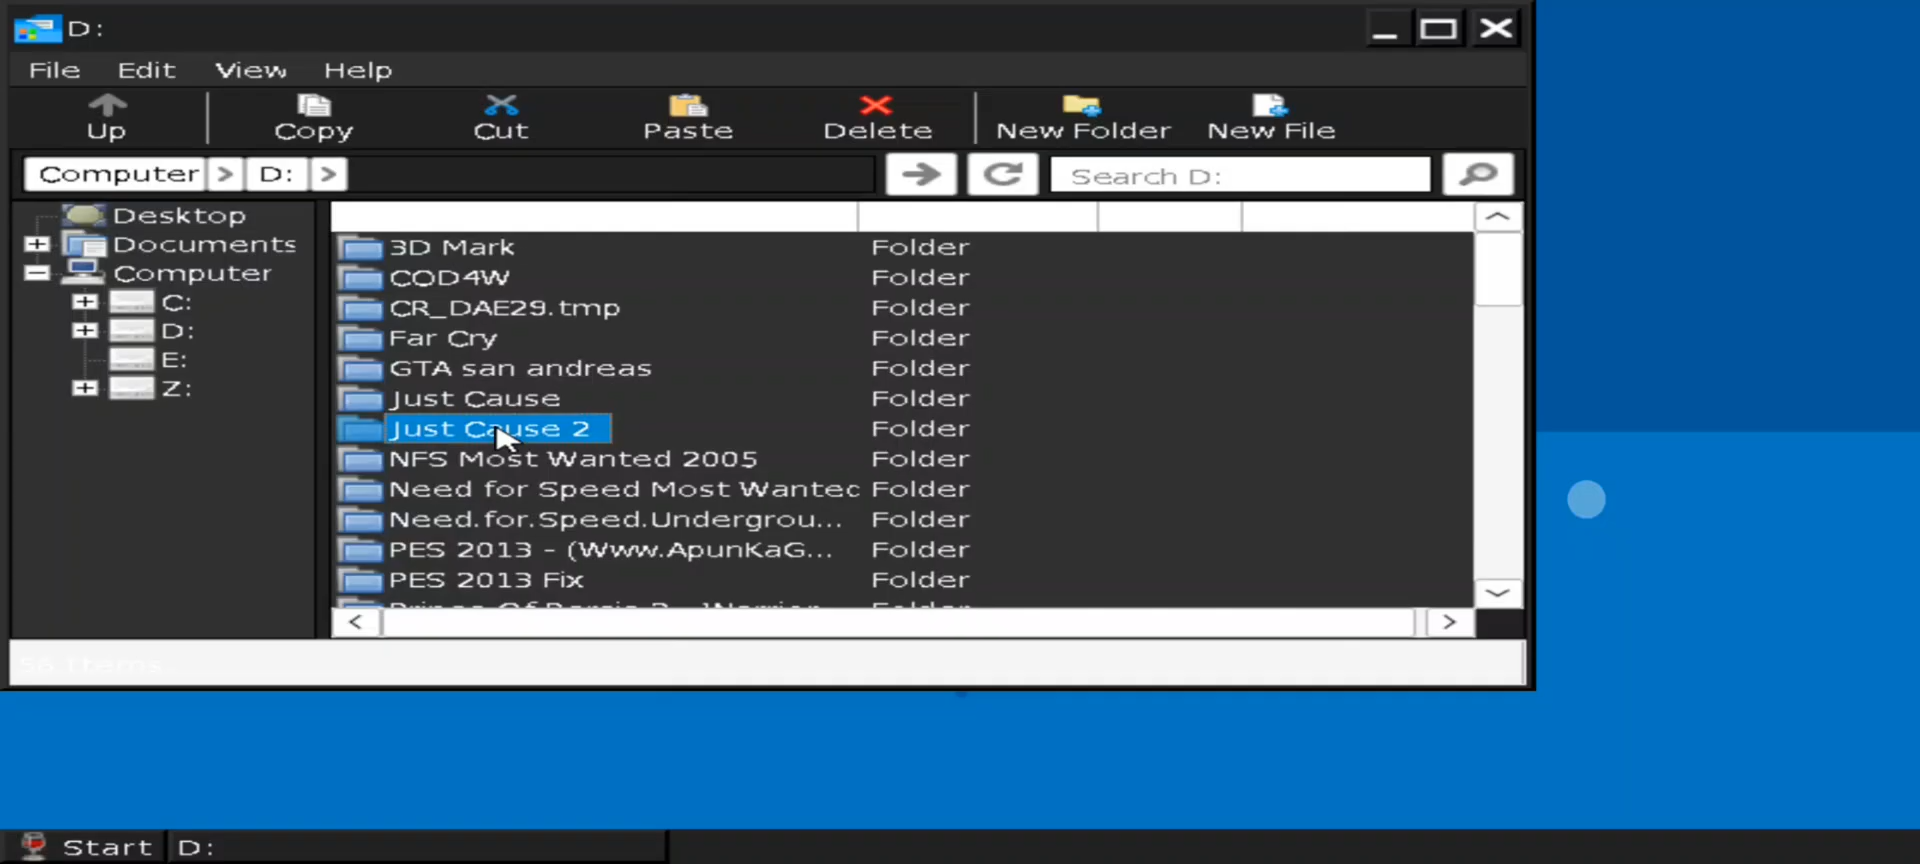 D:
File Edit View Help
Up Copy Cut Paste Delete New Folder New File
Computer > D: > Search D:
Desktop
Documents
Computer
C:
D:
E:
Z:
3D Mark Folder
COD4W Folder
CR_DAE29.tmp Folder
Far Cry Folder
GTA san andreas Folder
Just Cause Folder
Just Cause 2 Folder
NFS Most Wanted 2005 Folder
Need for Speed Most Wanted Folder
Need.for.Speed.Undergrou... Folder
PES 2013 - (Www.ApunKaG... Folder
PES 2013 Fix Folder
56 Items
Start D: